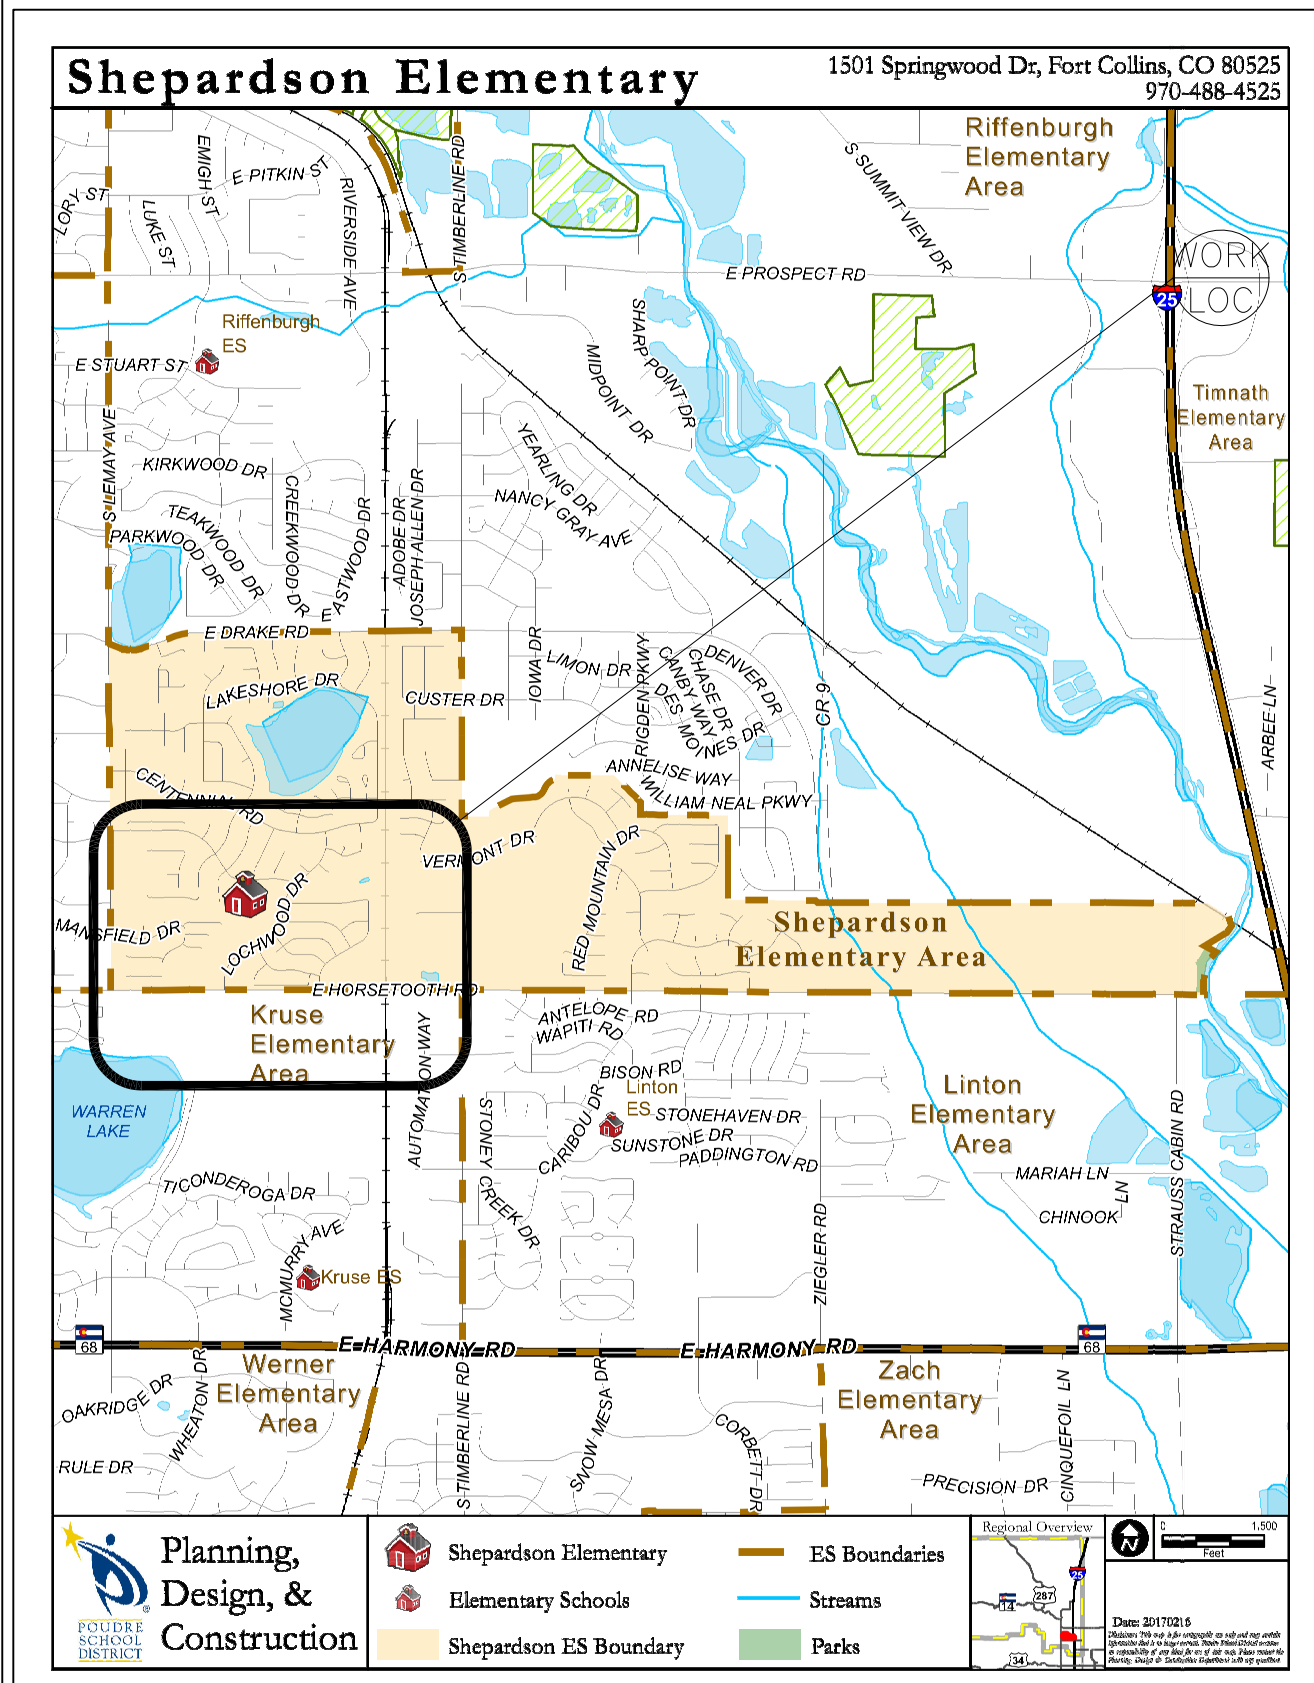 Shepardson Elementary
1501 Springwood Dr, Fort Collins, CO 80525
970-488-4525
Riffenburgh
Elementary
Area
EMIGH ST
E PITKIN ST
LORY ST
LUKE ST
RIVERSIDE AVE
S TIMBERLINE RD
S SUMMIT VIEW DR
E PROSPECT RD
WORK
LOC
25
Riffenburgh
ES
E STUART ST
SHARP POINT DR
MIDPOINT DR
Timnath
Elementary
Area
S LEMAY AVE
KIRKWOOD DR
YEARLING DR
NANCY GRAY AVE
TEAKWOOD DR
PARKWOOD DR
CREEKWOOD DR
EASTWOOD DR
ADOBE DR
JOSEPH ALLEN DR
E DRAKE RD
LAKESHORE DR
CUSTER DR
IOWA DR
LIMON DR
RIGDEN PKWY
CANBY WAY
CHASE DR
DENVER DR
DES MOINES DR
CR 9
ARBEE LN
ANNELISE WAY
WILLIAM NEAL PKWY
CENTENNIAL RD
VERMONT DR
RED MOUNTAIN DR
MANSFIELD DR
LOCHWOOD DR
Shepardson
Elementary Area
E HORSETOOTH RD
Kruse
Elementary
Area
ANTELOPE RD
WAPITI RD
AUTOMATION WAY
BISON RD
Linton
ES
STONEHAVEN DR
SUNSTONE DR
PADDINGTON RD
CARIBOU DR
STONEY CREEK DR
Linton
Elementary
Area
WARREN
LAKE
STRAUSS CABIN RD
MARIAH LN
CHINOOK LN
TICONDEROGA DR
MCMURRY AVE
Kruse ES
ZIEGLER RD
68
E HARMONY RD
E HARMONY RD
68
Werner
Elementary
Area
Zach
Elementary
Area
OAKRIDGE DR
WHEATON DR
RULE DR
S TIMBERLINE RD
SNOW MESA DR
CORBETT DR
CINQUEFOIL LN
PRECISION DR
POUDRE
SCHOOL
DISTRICT
Planning,
Design, &
Construction
Shepardson Elementary
Elementary Schools
Shepardson ES Boundary
ES Boundaries
Streams
Parks
Regional Overview
25
287
14
34
N
0 1,500
Feet
Date: 20170216